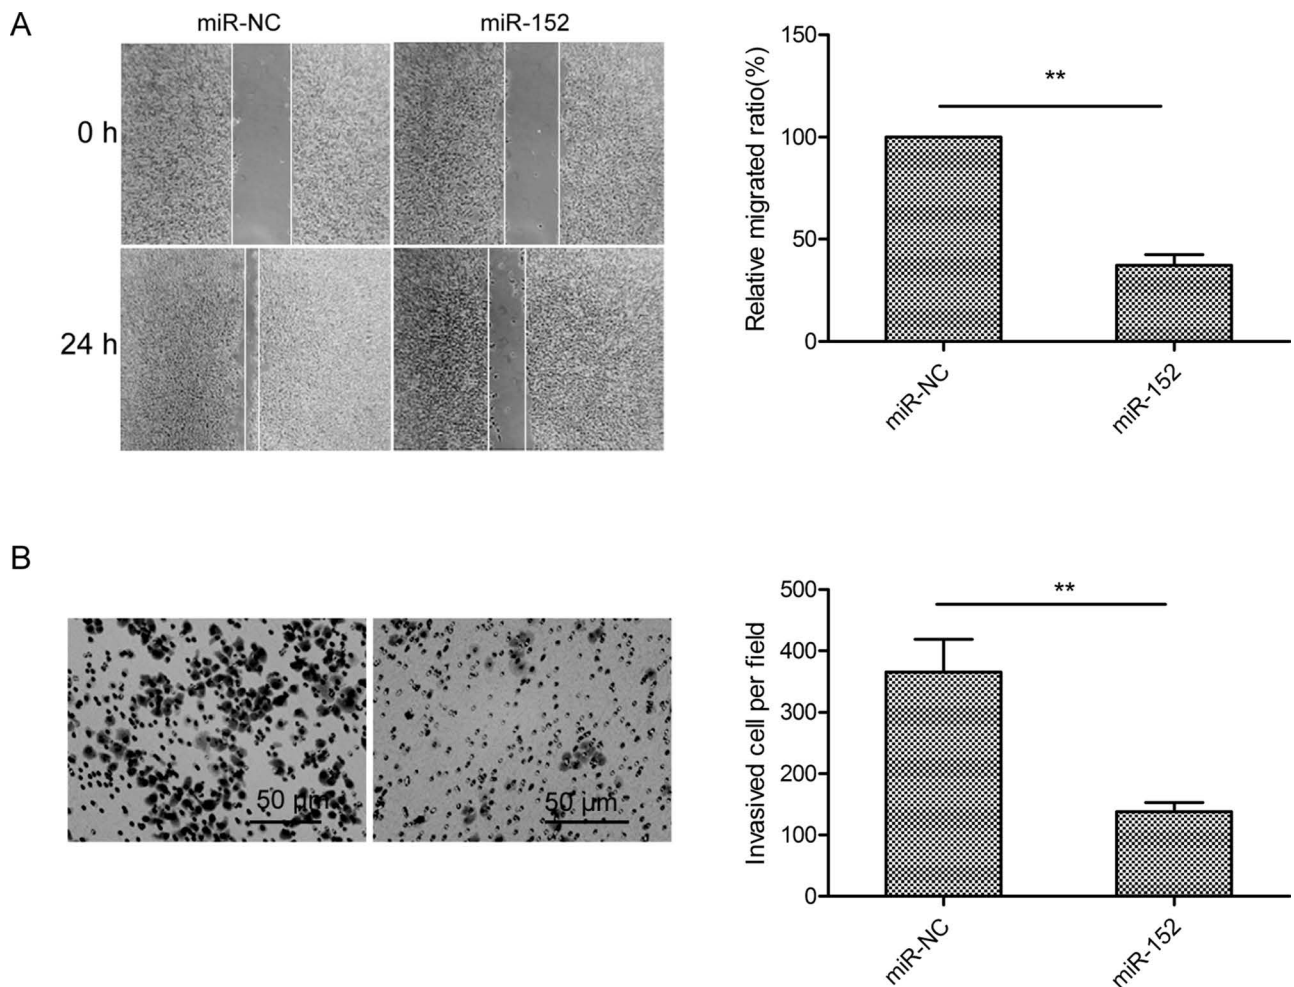 A
miR-NC
miR-152
0 h
24 h
Relative migrated ratio(%)
150
100
50
0
**
miR-NC
miR-152
B
50 µm
50 µm
Invasived cell per field
500
400
300
200
100
0
**
miR-NC
miR-152